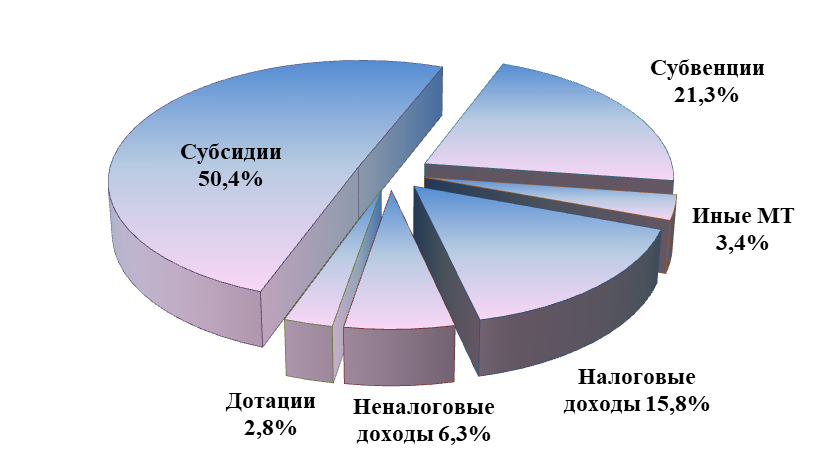 Субвенции
21,3%
Субсидии
50,4%
Иные МТ
3,4%
Налоговые
доходы 15,8%
Дотации
2,8%
Неналоговые
доходы 6,3%